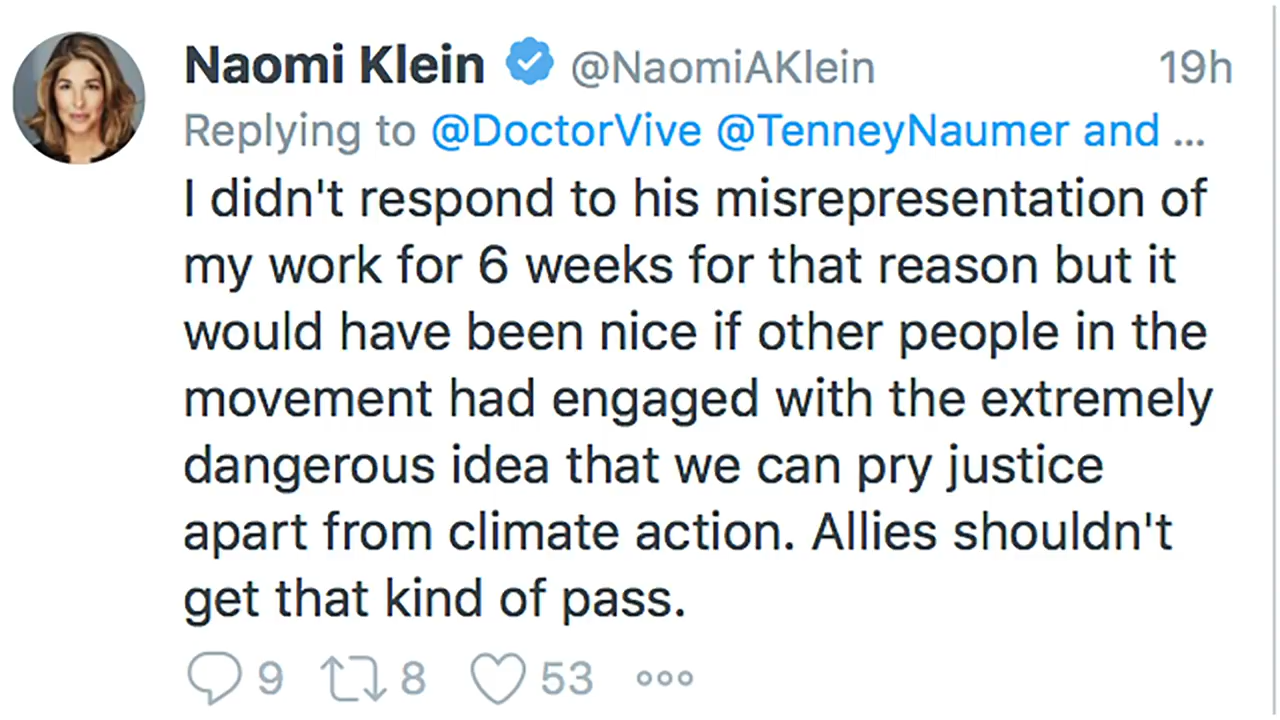 Naomi Klein @NaomiAKlein 19h
Replying to @DoctorVive @TenneyNaumer and ...
I didn't respond to his misrepresentation of
my work for 6 weeks for that reason but it
would have been nice if other people in the
movement had engaged with the extremely
dangerous idea that we can pry justice
apart from climate action. Allies shouldn't
get that kind of pass.
9 8 53